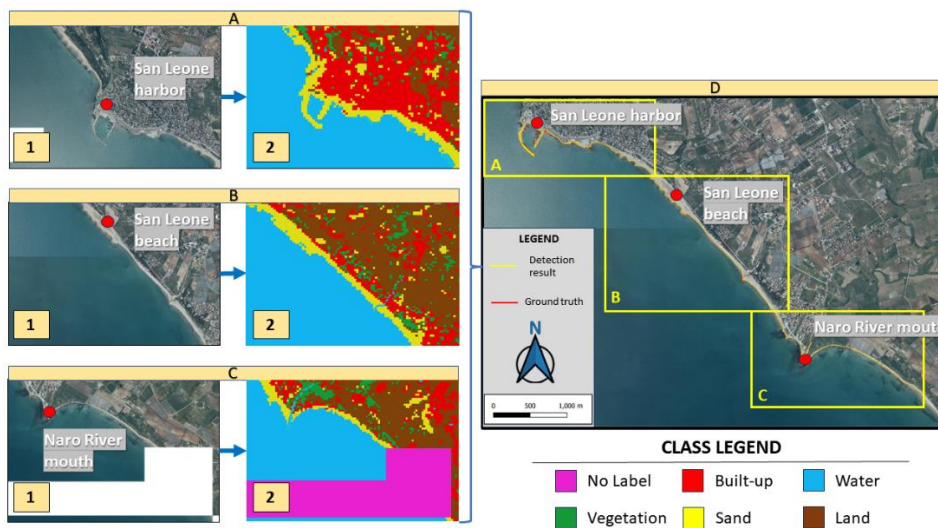 A
San Leone
harbor
1
2
B
San Leone
beach
1
2
C
Naro River
mouth
1
2
D
San Leone harbor
A
San Leone
beach
LEGEND
Detection
result
Ground truth
N
0 500 1,000 m
B
Naro River mouth
C
CLASS LEGEND
No Label
Built-up
Water
Vegetation
Sand
Land